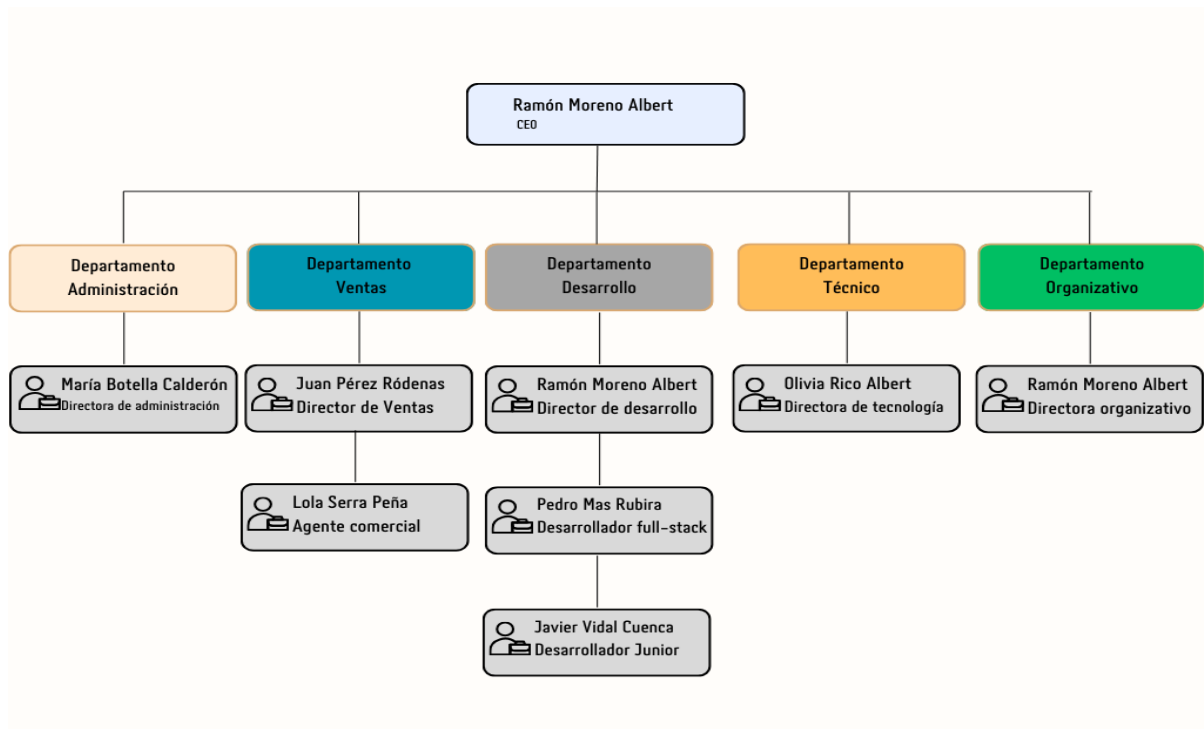 Ramón Moreno Albert
CEO
Departamento
Administración
Departamento
Ventas
Departamento
Desarrollo
Departamento
Técnico
Departamento
Organizativo
María Botella Calderón
Directora de administración
Juan Pérez Ródenas
Director de Ventas
Ramón Moreno Albert
Director de desarrollo
Olivia Rico Albert
Directora de tecnología
Ramón Moreno Albert
Directora organizativo
Lola Serra Peña
Agente comercial
Pedro Mas Rubira
Desarrollador full-stack
Javier Vidal Cuenca
Desarrollador Junior